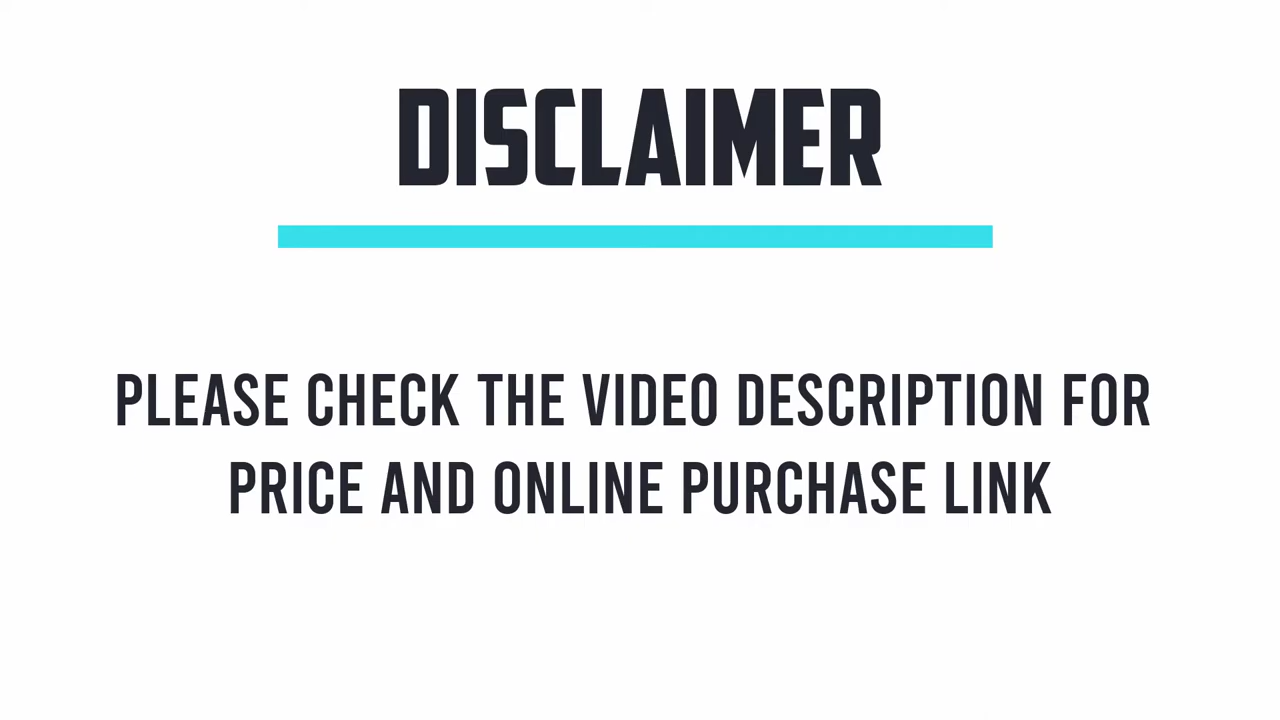 DISCLAIMER
PLEASE CHECK THE VIDEO DESCRIPTION FOR
PRICE AND ONLINE PURCHASE LINK